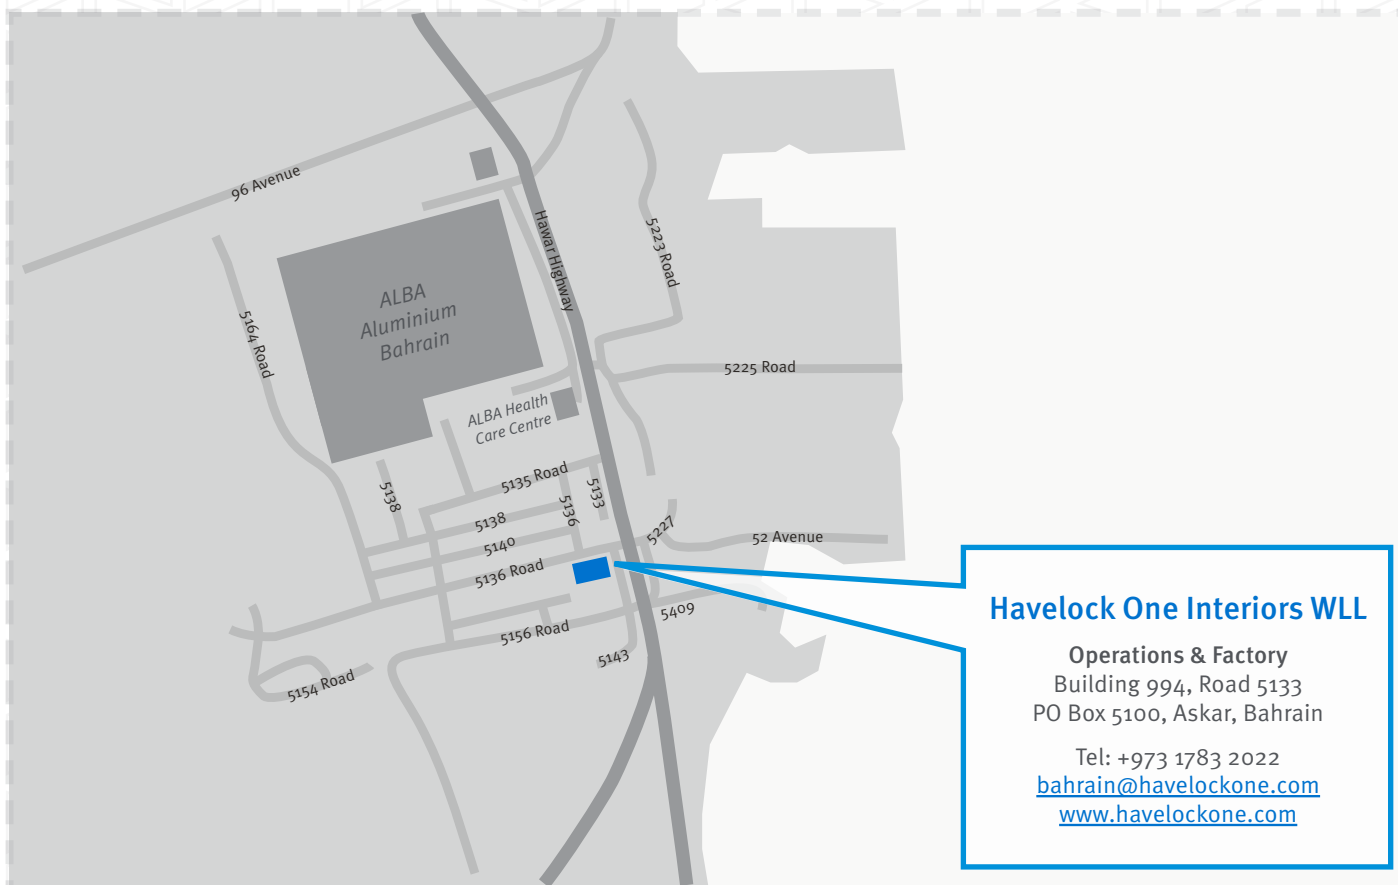 96 Avenue
Hawar Highway
5223 Road
ALBA
Aluminium
Bahrain
5164 Road
5225 Road
ALBA Health
Care Centre
5135 Road
5138
5133
5136
5138
5227
52 Avenue
5140
5136 Road
5409
5156 Road
5143
5154 Road
Havelock One Interiors WLL
Operations & Factory
Building 994, Road 5133
PO Box 5100, Askar, Bahrain
Tel: +973 1783 2022
bahrain@havelockone.com
www.havelockone.com